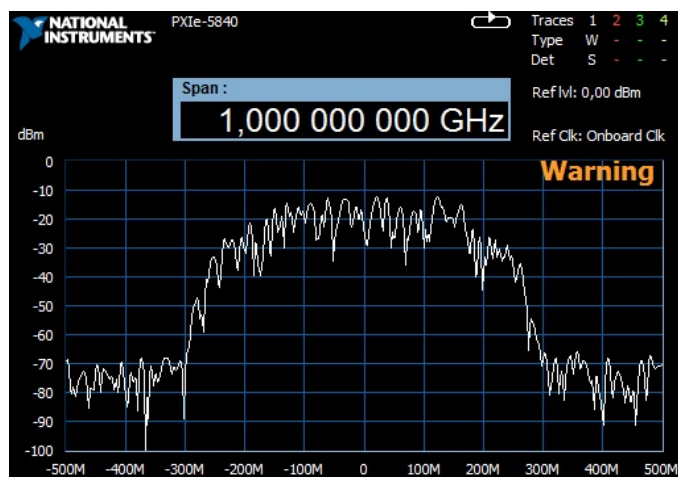 NATIONAL INSTRUMENTS™
PXIe-5840
Traces 1 2 3 4
Type W - - -
Det S - - -
Span :
1,000 000 000 GHz
Ref lvl: 0,00 dBm
Ref Clk: Onboard Clk
dBm
Warning
0
-10
-20
-30
-40
-50
-60
-70
-80
-90
-100
-500M -400M -300M -200M -100M 0 100M 200M 300M 400M 500M